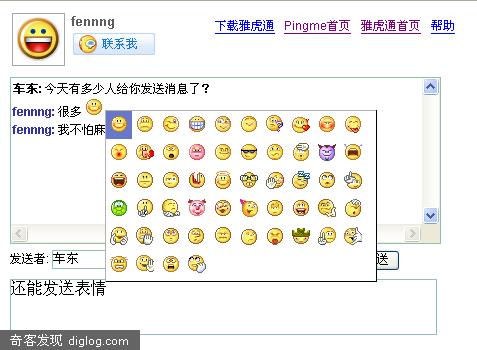 fennng
联系我
下载雅虎通 Pingme首页 雅虎通首页 帮助
车东: 今天有多少人给你发送消息了？
fennng: 很多
fennng: 我不怕麻
发送者: 车东
送
还能发送表情
奇客发现 diglog.com